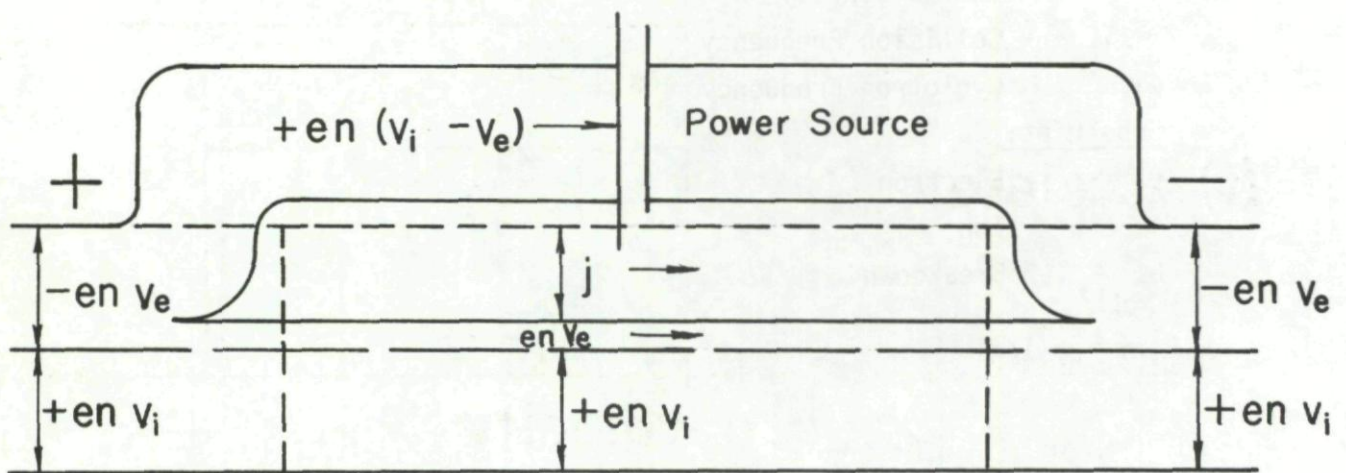 +en (vᵢ −vₑ)
Power Source
+
−
−en vₑ
j
−en vₑ
en vₑ
+en vᵢ
+en vᵢ
+en vᵢ